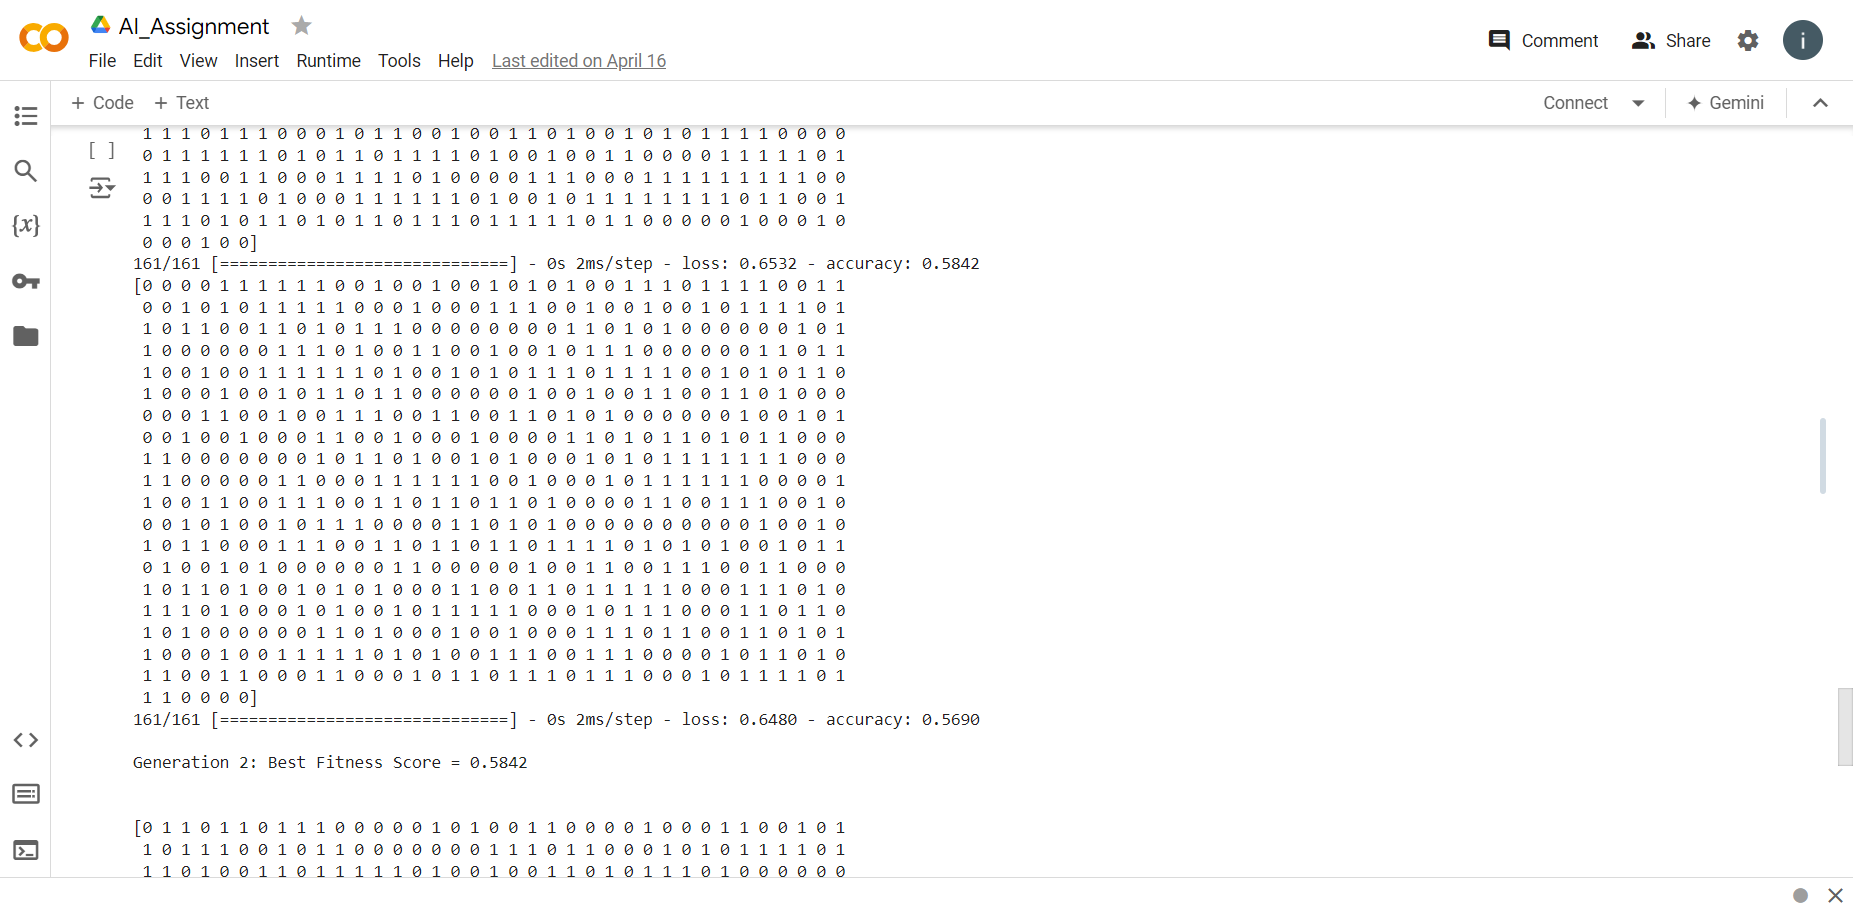 AI_Assignment
File Edit View Insert Runtime Tools Help Last edited on April 16
Comment Share i
+ Code + Text Connect Gemini
[ ]
1 1 1 0 1 1 1 0 0 0 1 0 1 1 0 0 1 0 0 1 1 0 1 0 0 1 0 1 0 1 1 1 1 0 0 0 0
0 1 1 1 1 1 1 0 1 0 1 1 0 1 1 1 1 0 1 0 0 1 0 0 1 1 0 0 0 0 1 1 1 1 1 0 1
1 1 1 0 0 1 1 0 0 0 1 1 1 1 0 1 0 0 0 0 1 1 1 0 0 0 1 1 1 1 1 1 1 1 1 0 0
0 0 1 1 1 1 0 1 0 0 0 1 1 1 1 1 1 0 1 0 0 1 0 1 1 1 1 1 1 1 1 0 1 1 0 0 1
1 1 1 0 1 0 1 1 0 1 0 1 1 0 1 1 1 0 1 1 1 1 1 0 1 1 0 0 0 0 0 1 0 0 0 1 0
0 0 0 1 0 0]
161/161 [==============================] - 0s 2ms/step - loss: 0.6532 - accuracy: 0.5842
[0 0 0 0 1 1 1 1 1 1 0 0 1 0 0 1 0 0 1 0 1 0 1 0 0 1 1 1 0 1 1 1 1 0 0 1 1
0 0 1 0 1 0 1 1 1 1 1 0 0 0 1 0 0 0 1 1 1 0 0 1 0 0 1 0 0 1 0 1 1 1 1 0 1
1 0 1 1 0 0 1 1 0 1 0 1 1 1 0 0 0 0 0 0 0 0 1 1 0 1 0 1 0 0 0 0 0 0 1 0 1
1 0 0 0 0 0 0 1 1 1 0 1 0 0 1 1 0 0 1 0 0 1 0 1 1 1 0 0 0 0 0 0 1 1 0 1 1
1 0 0 1 0 0 1 1 1 1 1 1 0 1 0 0 1 0 1 0 1 1 1 0 1 1 1 1 0 0 1 0 1 0 1 1 0
1 0 0 0 1 0 0 1 0 1 1 0 1 1 0 0 0 0 0 0 1 0 0 1 0 0 1 1 0 0 1 1 0 1 0 0 0
0 0 0 1 1 0 0 1 0 0 1 1 1 0 0 1 1 0 0 1 1 0 1 0 1 0 0 0 0 0 0 1 0 0 1 0 1
0 0 1 0 0 1 0 0 0 1 1 0 0 1 0 0 0 1 0 0 0 0 1 1 0 1 0 1 1 0 1 0 1 1 0 0 0
1 1 0 0 0 0 0 0 0 1 0 1 1 0 1 0 0 1 0 1 0 0 0 1 0 1 0 1 1 1 1 1 1 1 0 0 0
1 1 0 0 0 0 0 1 1 0 0 0 1 1 1 1 1 1 0 0 1 0 0 0 1 0 1 1 1 1 1 1 0 0 0 0 1
1 0 0 1 1 0 0 1 1 1 0 0 1 1 0 1 1 0 1 1 0 1 0 0 0 0 1 1 0 0 1 1 1 0 0 1 0
0 0 1 0 1 0 0 1 0 1 1 1 0 0 0 0 1 1 0 1 0 1 0 0 0 0 0 0 0 0 0 0 1 0 0 1 0
1 0 1 1 0 0 0 1 1 1 0 0 1 1 0 1 1 0 1 1 0 1 1 1 1 0 1 0 1 0 1 0 0 1 0 1 1
0 1 0 0 1 0 1 0 0 0 0 0 0 1 1 0 0 0 0 0 1 0 0 1 1 0 0 1 1 1 0 0 1 1 0 0 0
1 0 1 1 0 1 0 0 1 0 1 0 1 0 0 0 1 1 0 0 1 1 0 1 1 1 1 1 0 0 0 1 1 1 0 1 0
1 1 1 0 1 0 0 0 1 0 1 0 0 1 0 1 1 1 1 1 0 0 0 1 0 1 1 1 0 0 0 1 1 0 1 1 0
1 0 1 0 0 0 0 0 0 1 1 0 1 0 0 0 1 0 0 1 0 0 0 1 1 1 0 1 1 0 0 1 1 0 1 0 1
1 0 0 0 1 0 0 1 1 1 1 1 0 1 0 1 0 0 1 1 1 0 0 1 1 1 0 0 0 0 1 0 1 1 0 1 0
1 1 0 0 1 1 0 0 0 1 1 0 0 0 1 0 1 1 0 1 1 1 0 1 1 1 0 0 0 1 0 1 1 1 1 0 1
1 1 0 0 0 0]
161/161 [==============================] - 0s 2ms/step - loss: 0.6480 - accuracy: 0.5690
Generation 2: Best Fitness Score = 0.5842
[0 1 1 0 1 1 0 1 1 1 0 0 0 0 0 1 0 1 0 0 1 1 0 0 0 0 1 0 0 0 1 1 0 0 1 0 1
1 0 1 1 1 0 0 1 0 1 1 0 0 0 0 0 0 0 1 1 1 0 1 1 0 0 0 1 0 1 0 1 1 1 1 0 1
1 1 0 1 0 0 1 1 0 1 1 1 1 1 0 1 0 0 1 0 0 1 1 0 1 0 1 1 1 0 1 0 0 0 0 0 0